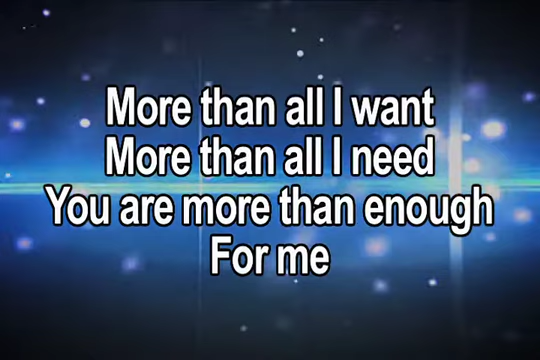 More than all I want
More than all I need
You are more than enough
For me